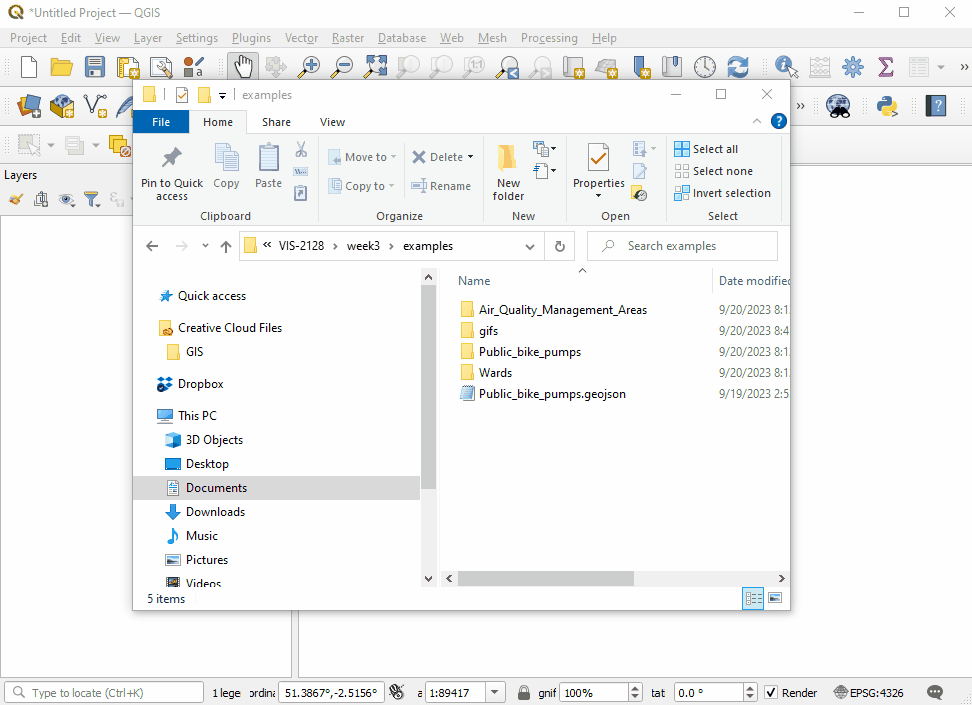 *Untitled Project — QGIS
Project Edit View Layer Settings Plugins Vector Raster Database Web Mesh Processing Help
examples
File Home Share View
Pin to Quick access
Copy
Paste
Clipboard
Move to
Copy to
Delete
Rename
Organize
New folder
New
Properties
Open
Select all
Select none
Invert selection
Select
« VIS-2128 › week3 › examples
Search examples
Layers
Quick access
Creative Cloud Files
GIS
Dropbox
This PC
3D Objects
Desktop
Documents
Downloads
Music
Pictures
Videos
Name Date modified
Air_Quality_Management_Areas 9/20/2023 8:1
gifs 9/20/2023 8:4
Public_bike_pumps 9/20/2023 8:1
Wards 9/20/2023 8:1
Public_bike_pumps.geojson 9/19/2023 2:5
5 items
Type to locate (Ctrl+K) 1 lege ordina 51.3867°,-2.5156° a 1:89417 gnif 100% tat 0.0 ° Render EPSG:4326